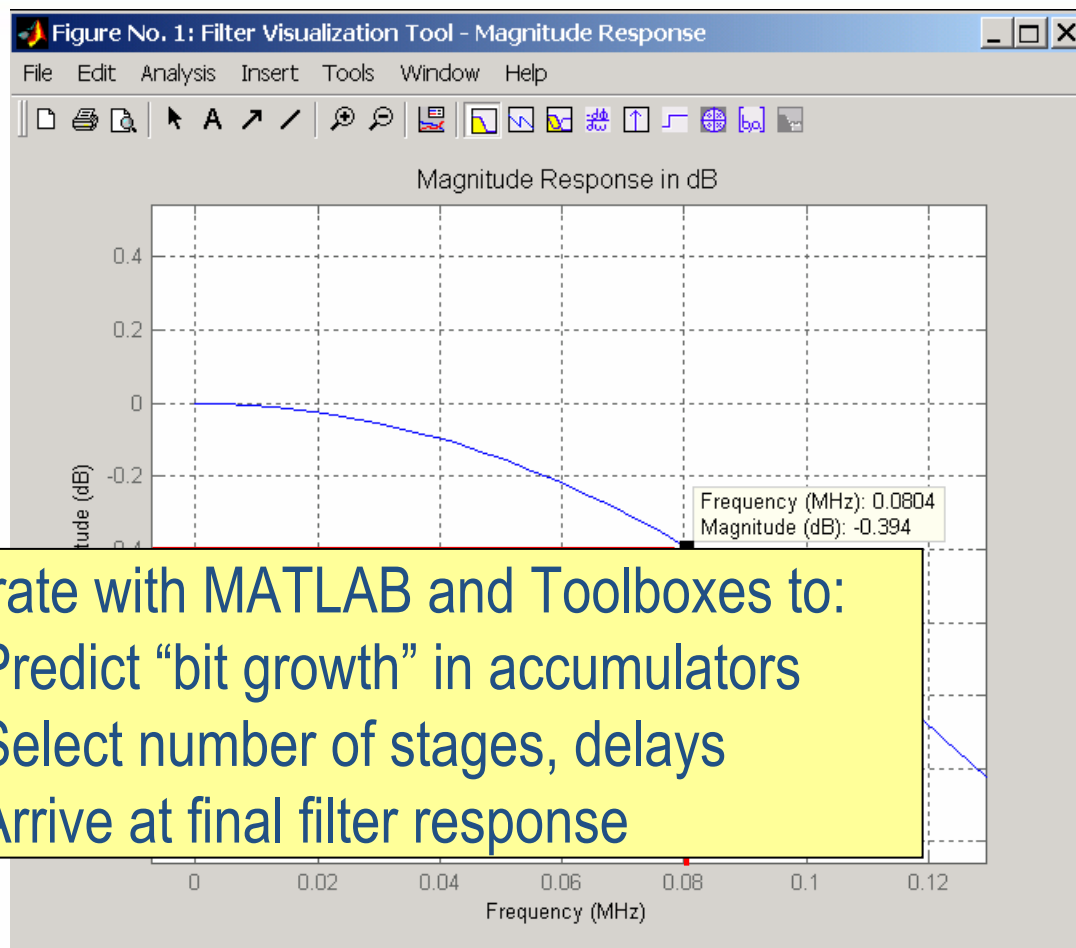 Figure No. 1: Filter Visualization Tool - Magnitude Response
File Edit Analysis Insert Tools Window Help
Magnitude Response in dB
0.4
0.2
0
-0.2
Frequency (MHz): 0.0804
Magnitude (dB): -0.394
tude (dB)
rate with MATLAB and Toolboxes to:
Predict “bit growth” in accumulators
Select number of stages, delays
Arrive at final filter response
0 0.02 0.04 0.06 0.08 0.1 0.12
Frequency (MHz)